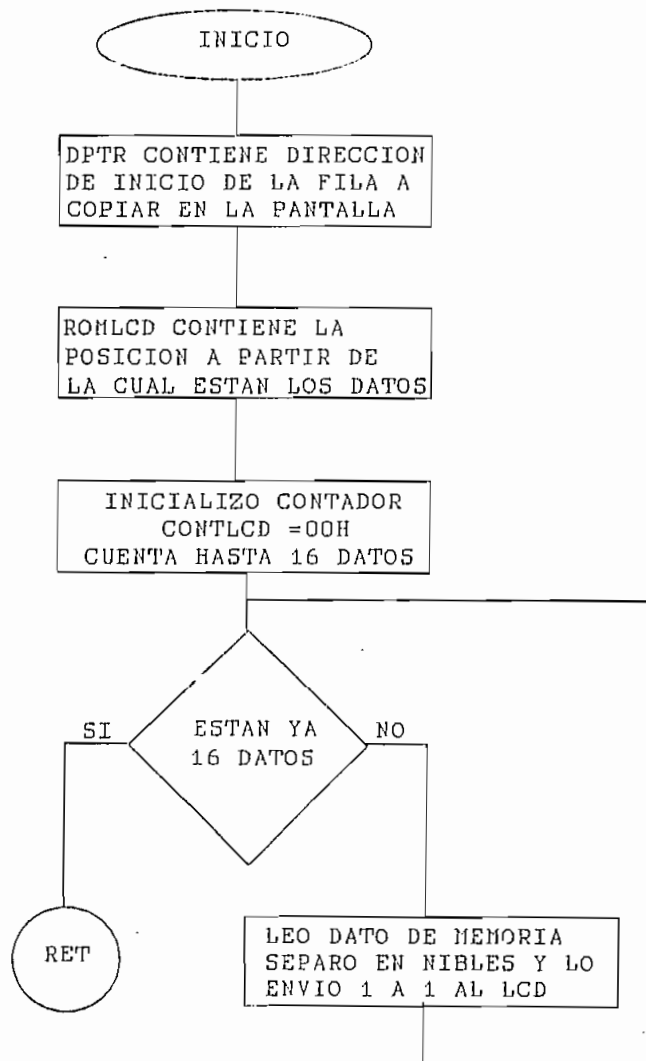 INICIO
DPTR CONTIENE DIRECCION
DE INICIO DE LA FILA A
COPIAR EN LA PANTALLA
ROMLCD CONTIENE LA
POSICION A PARTIR DE
LA CUAL ESTAN LOS DATOS
INICIALIZO CONTADOR
CONTLCD =00H
CUENTA HASTA 16 DATOS
SI
ESTAN YA
16 DATOS
NO
RET
LEO DATO DE MEMORIA
SEPARO EN NIBLES Y LO
ENVIO 1 A 1 AL LCD